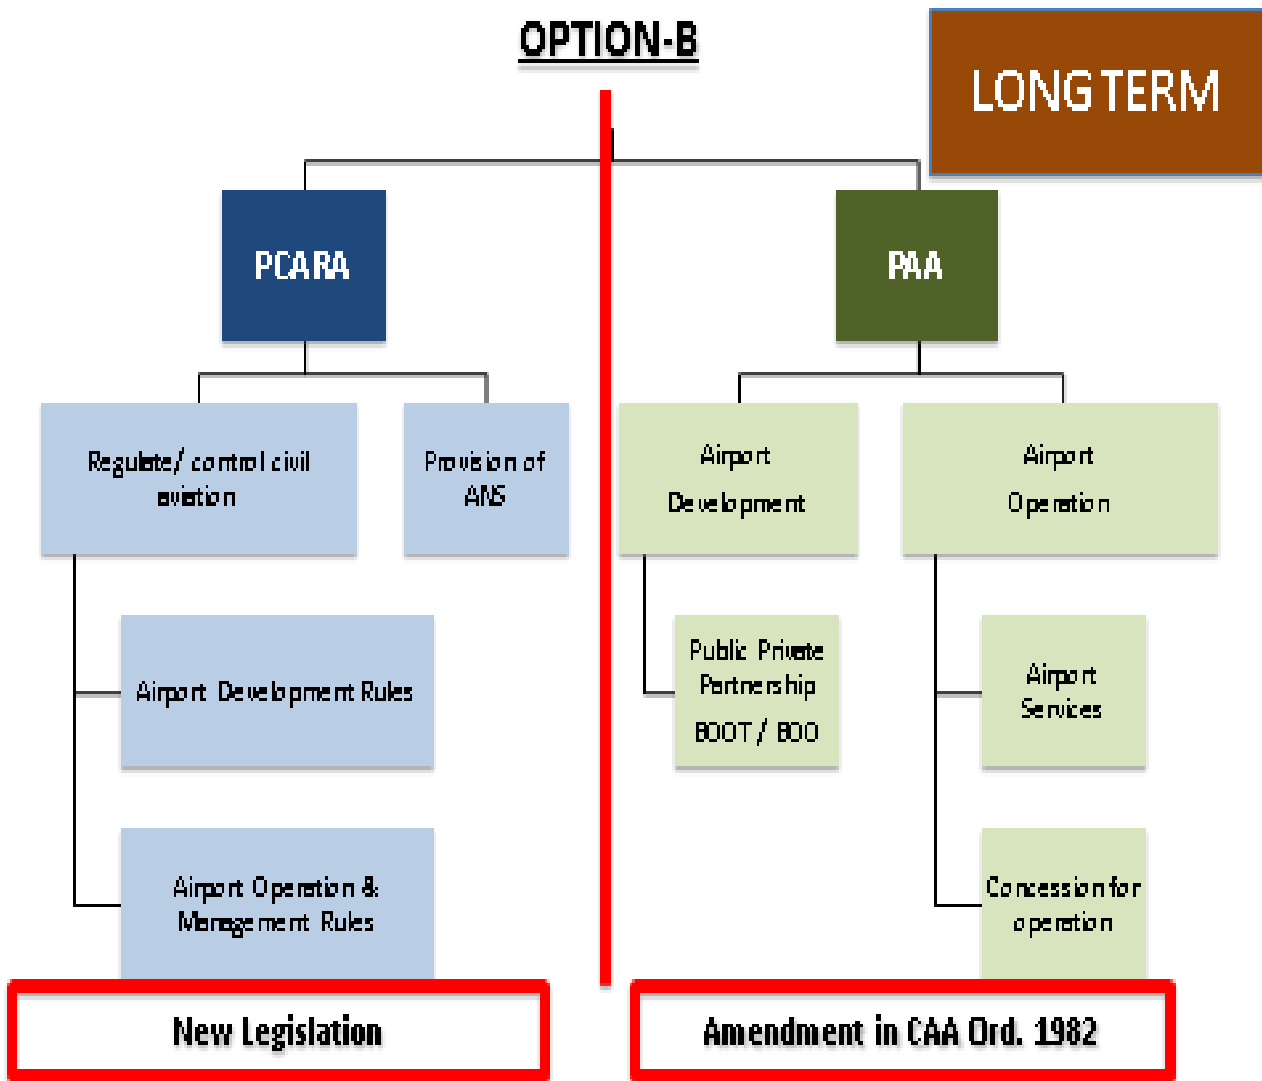 OPTION-B
LONG TERM
PCARA
PAA
Regulate/ control civil
aviation
Provision of
ANS
Airport
Development
Airport
Operation
Airport Development Rules
Public Private
Partnership
BOOT / BOO
Airport
Services
Airport Operation &
Management Rules
Concession for
operation
New Legislation
Amendment in CAA Ord. 1982